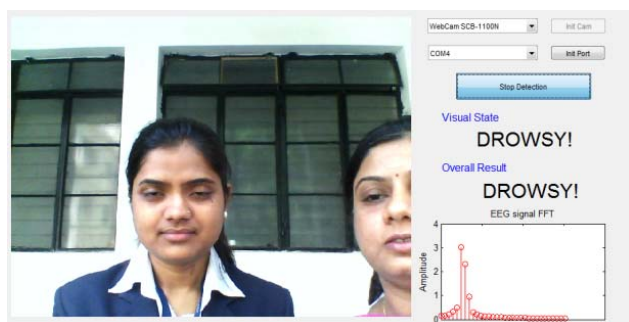 WebCam SCB-1100N
Init Cam
COM4
Init Port
Stop Detection
Visual State
DROWSY!
Overall Result
DROWSY!
EEG signal FFT
Amplitude
4
3
2
1
0